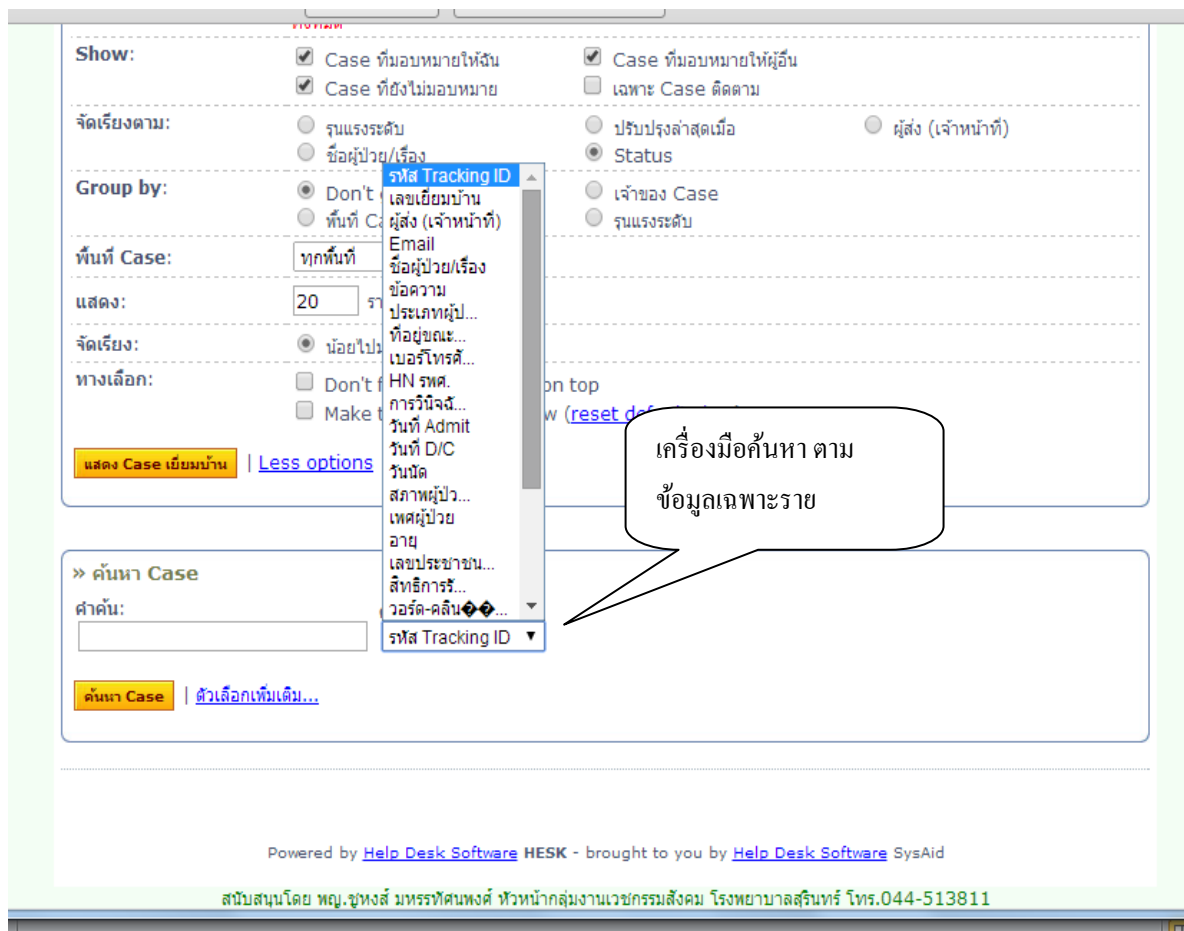 Show:
Case ที่มอบหมายให้ฉัน
Case ที่มอบหมายให้ผู้อื่น
Case ที่ยังไม่มอบหมาย
เฉพาะ Case ติดตาม
จัดเรียงตาม:
รุนแรงระดับ
ปรับปรุงล่าสุดเมื่อ
ผู้ส่ง (เจ้าหน้าที่)
ชื่อผู้ป่วย/เรื่อง
Status
Group by:
Don't
เจ้าของ Case
พื้นที่
รุนแรงระดับ
พื้นที่ Case:
ทุกพื้นที่
แสดง:
20
จัดเรียง:
ทางเลือก:
Don't
on top
Make
(reset
แสดง Case เยี่ยมบ้าน | Less options
รหัส Tracking ID
เลขเยี่ยมบ้าน
ผู้ส่ง (เจ้าหน้าที่)
Email
ชื่อผู้ป่วย/เรื่อง
ข้อความ
ประเภทผู้ป...
ที่อยู่ขณะ...
เบอร์โทรศั...
HN รพศ.
การวินิจฉั...
วันที่ Admit
วันที่ D/C
วันนัด
สภาพผู้ปว...
เพศผู้ป่วย
อายุ
เลขประชาชน...
สิทธิการรั...
วอร์ด-คลิน��...
เครื่องมือค้นหา ตาม
ข้อมูลเฉพาะราย
» ค้นหา Case
คำค้น:
รหัส Tracking ID
ค้นหา Case | ตัวเลือกเพิ่มเติม...
Powered by Help Desk Software HESK - brought to you by Help Desk Software SysAid
สนับสนุนโดย พญ.ชูหงส์ มหรรทัศนพงศ์ หัวหน้ากลุ่มงานเวชกรรมสังคม โรงพยาบาลสุรินทร์ โทร.044-513811